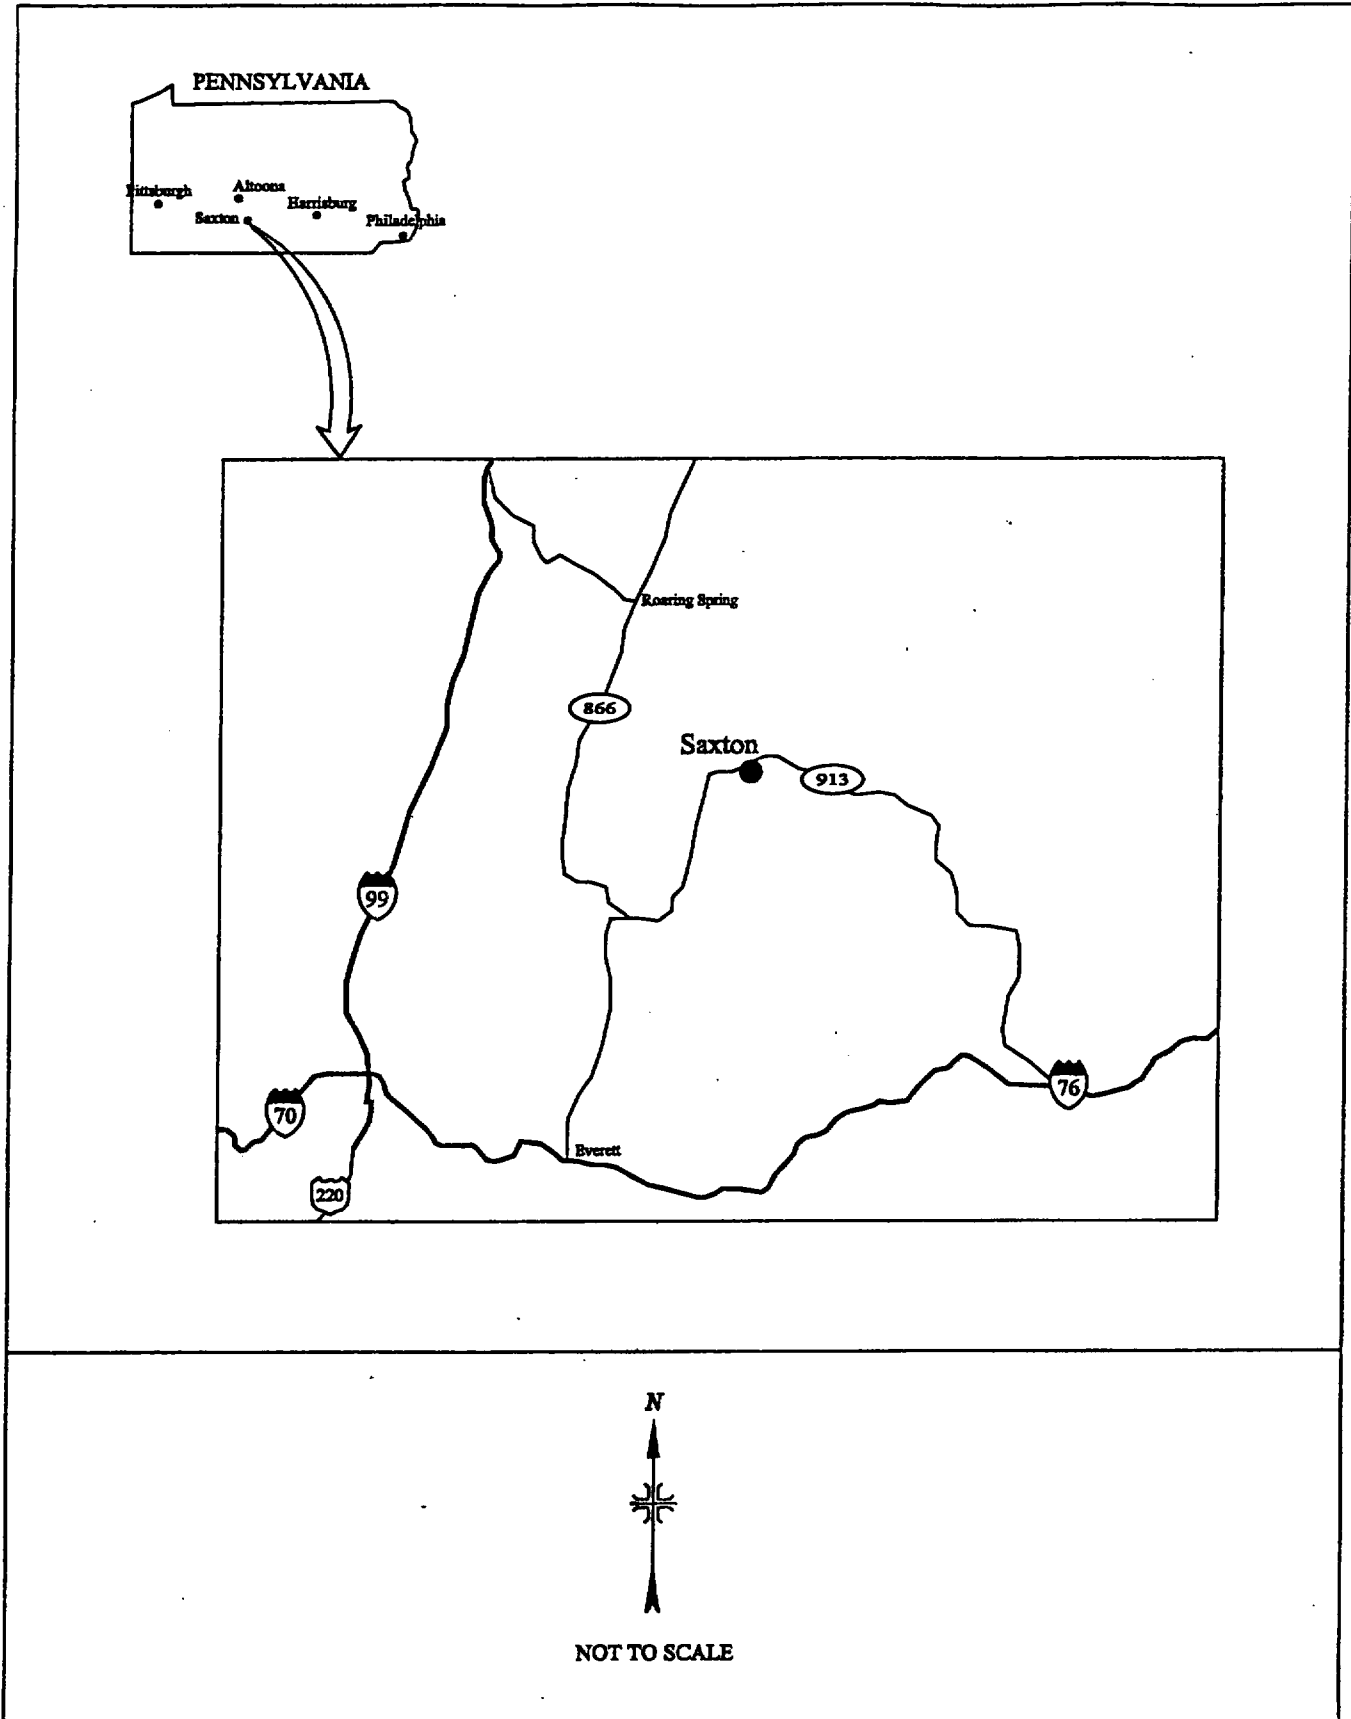 PENNSYLVANIA
Pittsburgh
Altoona
Harrisburg
Saxton
Philadelphia
Roaring Spring
866
Saxton
913
99
76
70
Everett
220
N
NOT TO SCALE